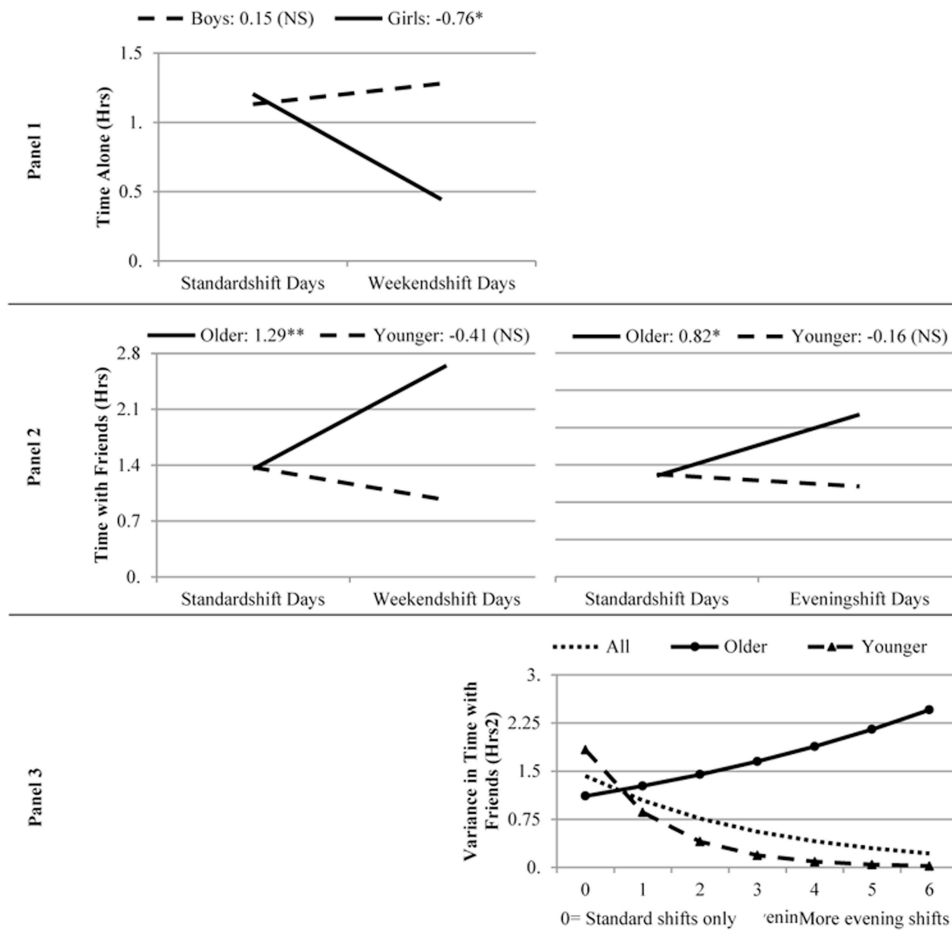 Boys: 0.15 (NS) Girls: -0.76*
Panel 1
Time Alone (Hrs)
1.5
1.
0.5
0.
Standardshift Days Weekendshift Days
Older: 1.29** Younger: -0.41 (NS)
Older: 0.82* Younger: -0.16 (NS)
Panel 2
Time with Friends (Hrs)
2.8
2.1
1.4
0.7
0.
Standardshift Days Weekendshift Days
Standardshift Days Eveningshift Days
All Older Younger
Panel 3
Variance in Time with
Friends (Hrs2)
3.
2.25
1.5
0.75
0.
0 1 2 3 4 5 6
0= Standard shifts only More evening shifts